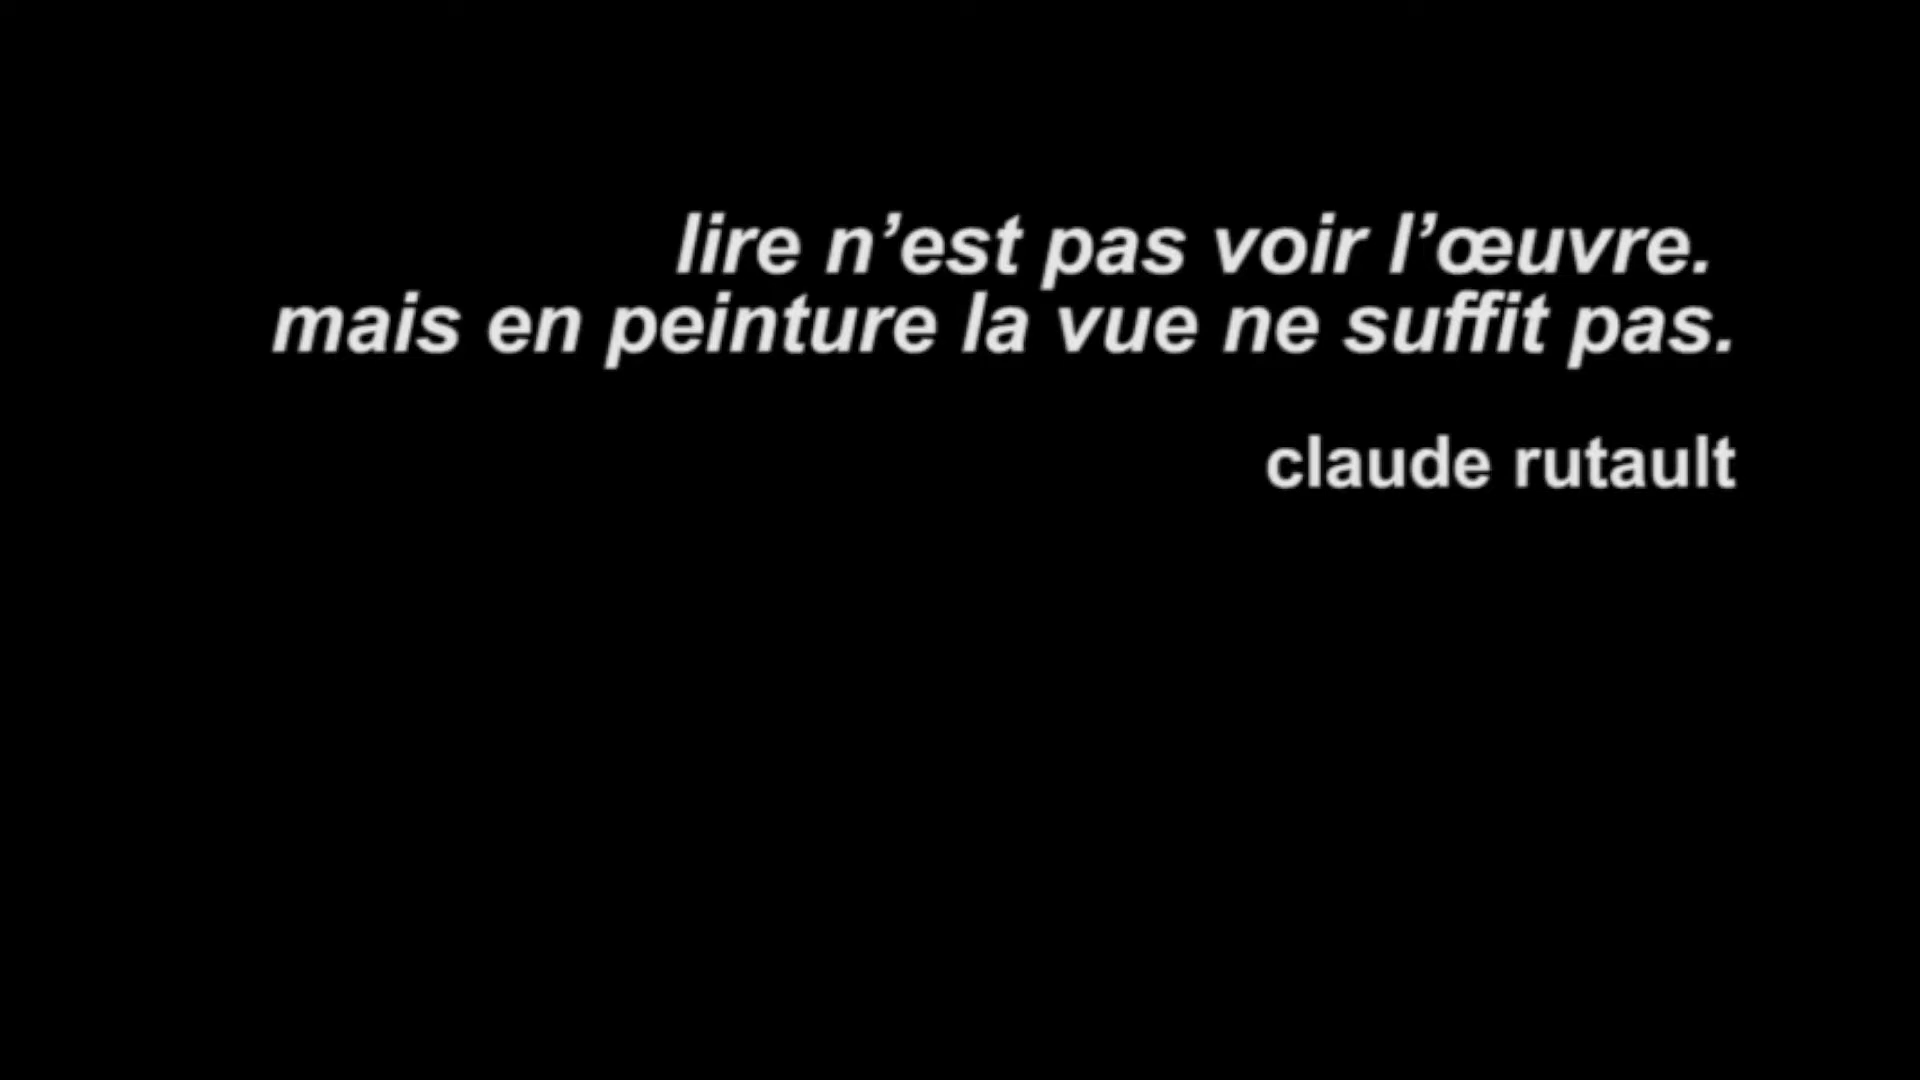 lire n’est pas voir l’œuvre.
mais en peinture la vue ne suffit pas.
claude rutault